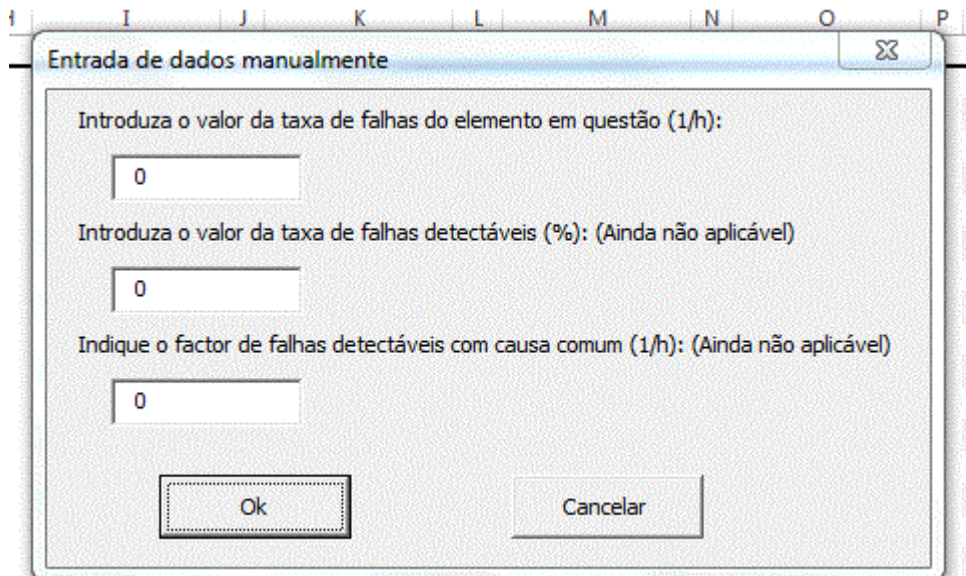 H I J K L M N O P
Entrada de dados manualmente
Introduza o valor da taxa de falhas do elemento em questão (1/h):
0
Introduza o valor da taxa de falhas detectáveis (%): (Ainda não aplicável)
0
Indique o factor de falhas detectáveis com causa comum (1/h): (Ainda não aplicável)
0
Ok Cancelar